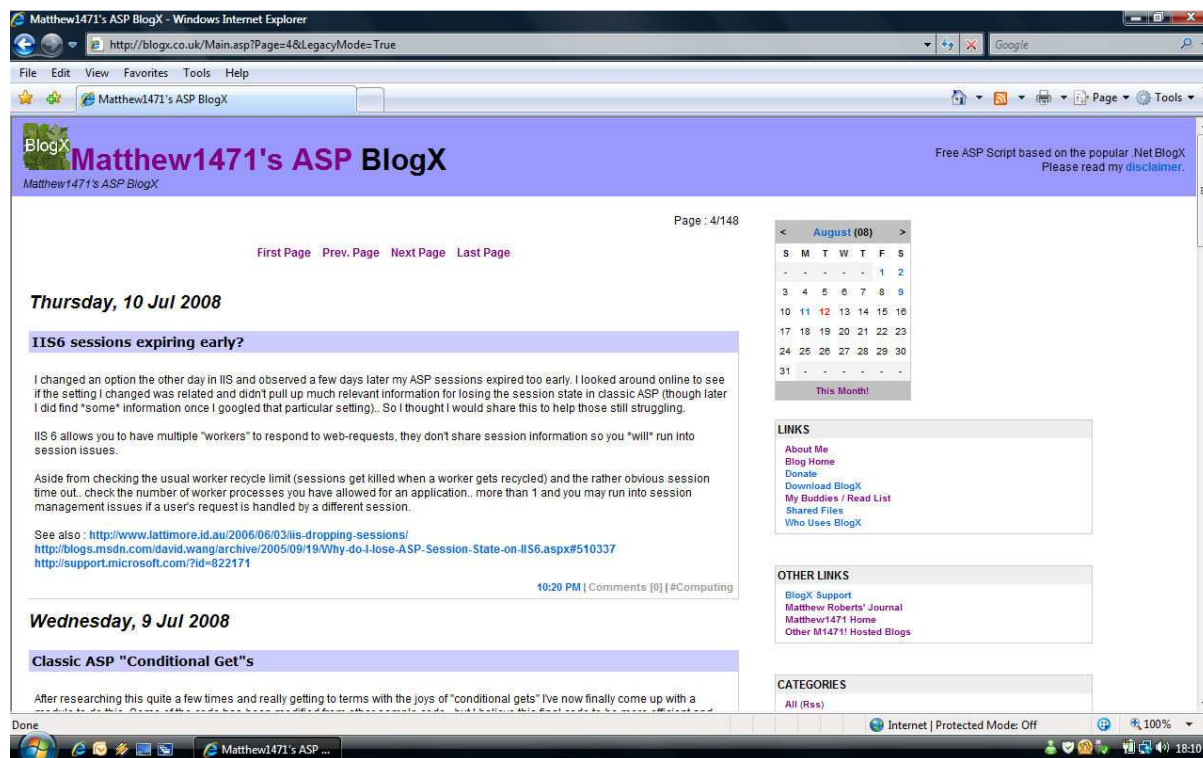 Matthew1471's ASP BlogX - Windows Internet Explorer
http://blogx.co.uk/Main.asp?Page=4&LegacyMode=True
Google
File Edit View Favorites Tools Help
Matthew1471's ASP BlogX
Page Tools
BlogX
Matthew1471's ASP BlogX
Matthew1471's ASP BlogX
Free ASP Script based on the popular .Net BlogX
Please read my disclaimer.
Page : 4/148
First Page Prev. Page Next Page Last Page
Thursday, 10 Jul 2008
IIS6 sessions expiring early?
I changed an option the other day in IIS and observed a few days later my ASP sessions expired too early. I looked around online to see
if the setting I changed was related and didn't pull up much relevant information for losing the session state in classic ASP (though later
I did find *some* information once I googled that particular setting).. So I thought I would share this to help those still struggling.
IIS 6 allows you to have multiple "workers" to respond to web-requests, they don't share session information so you *will* run into
session issues.
Aside from checking the usual worker recycle limit (sessions get killed when a worker gets recycled) and the rather obvious session
time out.. check the number of worker processes you have allowed for an application.. more than 1 and you may run into session
management issues if a user's request is handled by a different session.
See also : http://www.lattimore.id.au/2006/06/03/iis-dropping-sessions/
http://blogs.msdn.com/david.wang/archive/2005/09/19/Why-do-I-lose-ASP-Session-State-on-IIS6.aspx#510337
http://support.microsoft.com/?id=822171
10:20 PM | Comments [0] | #Computing
Wednesday, 9 Jul 2008
Classic ASP "Conditional Get"s
After researching this quite a few times and really getting to terms with the joys of "conditional gets" I've now finally come up with a
< August (08) >
S M T W T F S
- - - - - 1 2
3 4 5 6 7 8 9
10 11 12 13 14 15 16
17 18 19 20 21 22 23
24 25 26 27 28 29 30
31 - - - - - -
This Month!
LINKS
About Me
Blog Home
Donate
Download BlogX
My Buddies / Read List
Shared Files
Who Uses BlogX
OTHER LINKS
BlogX Support
Matthew Roberts' Journal
Matthew1471 Home
Other M1471! Hosted Blogs
CATEGORIES
All (Rss)
Done
Internet | Protected Mode: Off
100%
Matthew1471's ASP ...
18:10